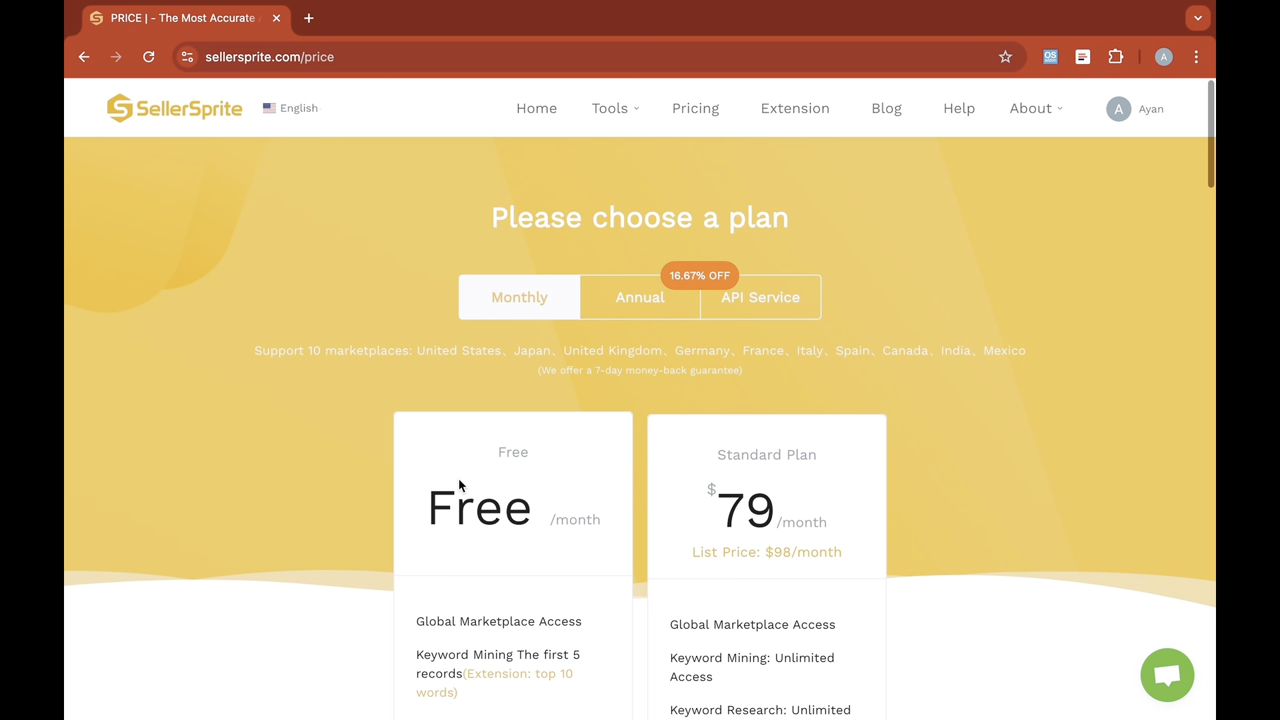 PRICE | - The Most Accurate
sellersprite.com/price
OS
A
SellerSprite
English
Home
Tools
Pricing
Extension
Blog
Help
About
A
Ayan
Please choose a plan
16.67% OFF
Monthly
Annual
API Service
Support 10 marketplaces: United States、Japan、United Kingdom、Germany、France、Italy、Spain、Canada、India、Mexico
(We offer a 7-day money-back guarantee)
Free
Free /month
Global Marketplace Access
Keyword Mining The first 5
records(Extension: top 10
words)
Standard Plan
$79/month
List Price: $98/month
Global Marketplace Access
Keyword Mining: Unlimited
Access
Keyword Research: Unlimited